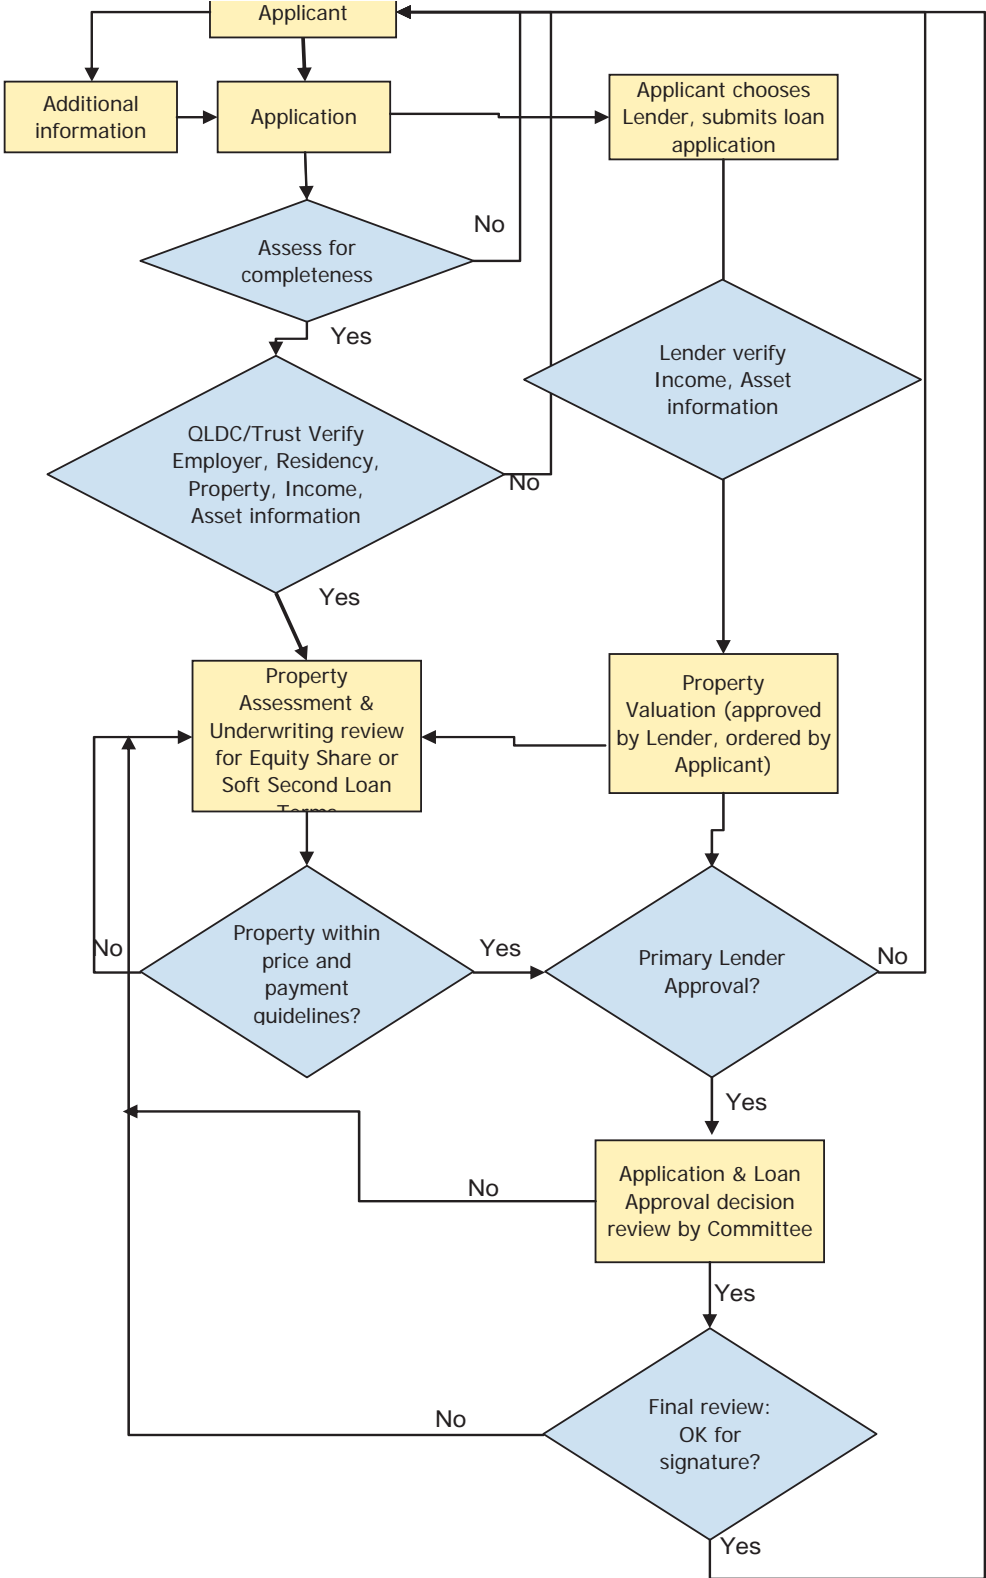 Applicant
Additional
information
Application
Applicant chooses
Lender, submits loan
application
No
Assess for
completeness
Yes
Lender verify
Income, Asset
information
QLDC/Trust Verify
Employer, Residency,
Property, Income,
Asset information
No
Yes
Property
Assessment &
Underwriting review
for Equity Share or
Soft Second Loan
Terms
Property
Valuation (approved
by Lender, ordered by
Applicant)
No
Property within
price and
payment
guidelines?
Yes
Primary Lender
Approval?
No
Yes
Application & Loan
Approval decision
review by Committee
No
Yes
Final review:
OK for
signature?
No
Yes